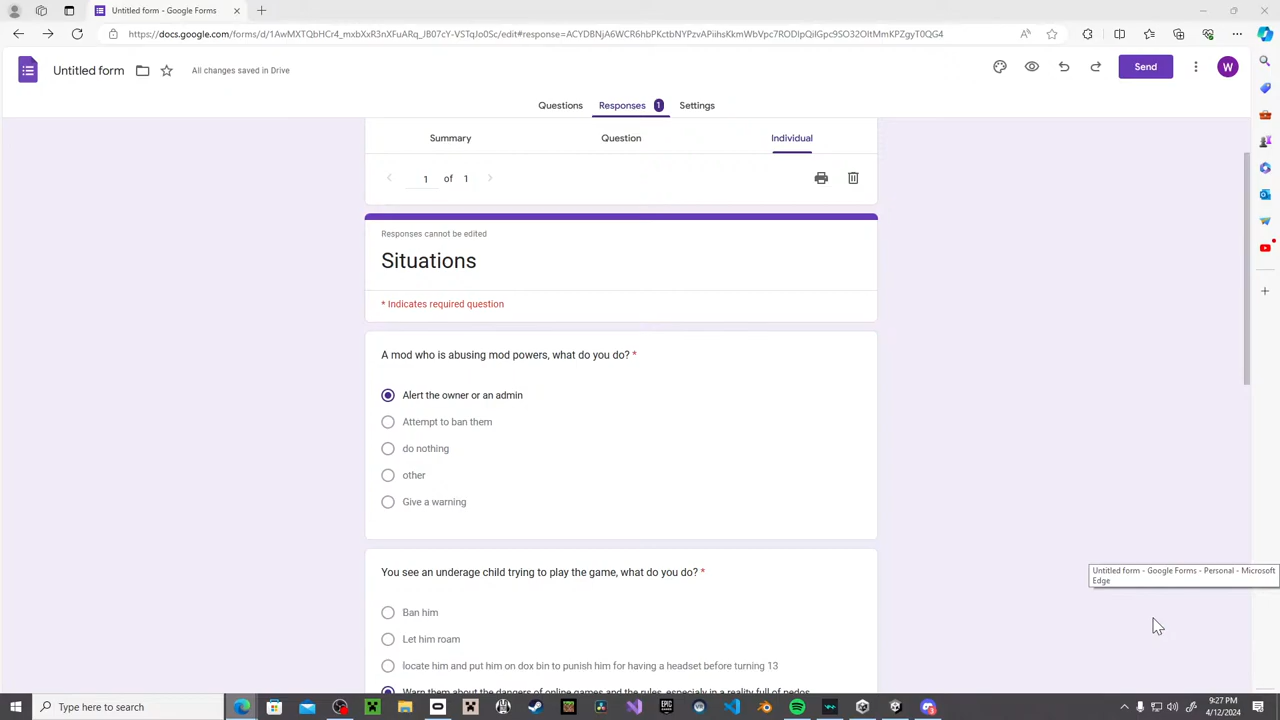 Untitled form - Google Forms
https://docs.google.com/forms/d/1AwMXTQbHCr4_mxbXxR3nXFuARq_JB07cY-VSTqJo0Sc/edit#response=ACYDBNjA6WCR6hbPKctbNYPzvAPiihsKkmWbVpc7RODlpQilGpc9SO32OltMmKPZgyT0QG4
Untitled form
All changes saved in Drive
Send
W
Questions
Responses 1
Settings
Summary
Question
Individual
1 of 1
Responses cannot be edited
Situations
* Indicates required question
A mod who is abusing mod powers, what do you do? *
Alert the owner or an admin
Attempt to ban them
do nothing
other
Give a warning
You see an underage child trying to play the game, what do you do? *
Untitled form - Google Forms - Personal - Microsoft
Edge
Ban him
Let him roam
locate him and put him on dox bin to punish him for having a headset before turning 13
Warn them about the dangers of online games and the rules, especialy in a reality full of pedos
Type here to search
9:27 PM
4/12/2024